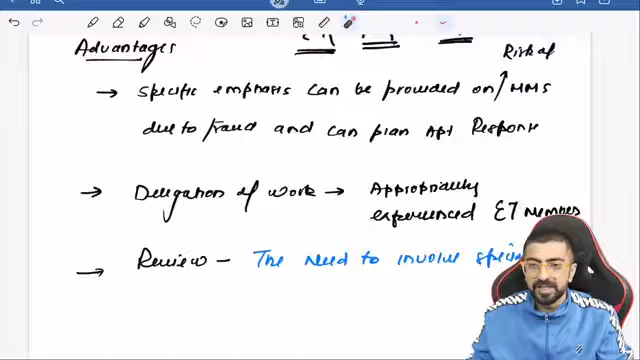 Advantages
Risk of
→ Specific emphasis can be provided on ↑ MMS
due to fraud and can plan Apt Response
→ Delegation of work → Appropriately
experienced ET members
→ Review - The need to involve